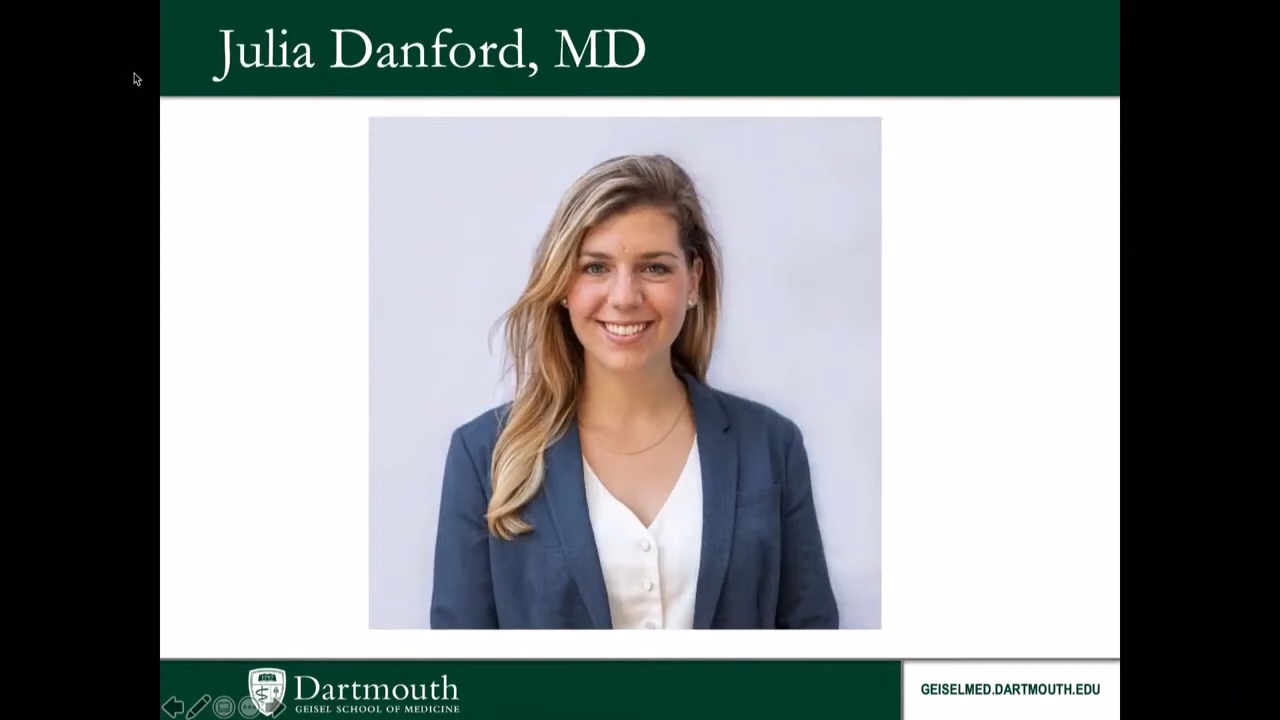 Julia Danford, MD
Dartmouth
GEISEL SCHOOL OF MEDICINE
GEISELMED.DARTMOUTH.EDU